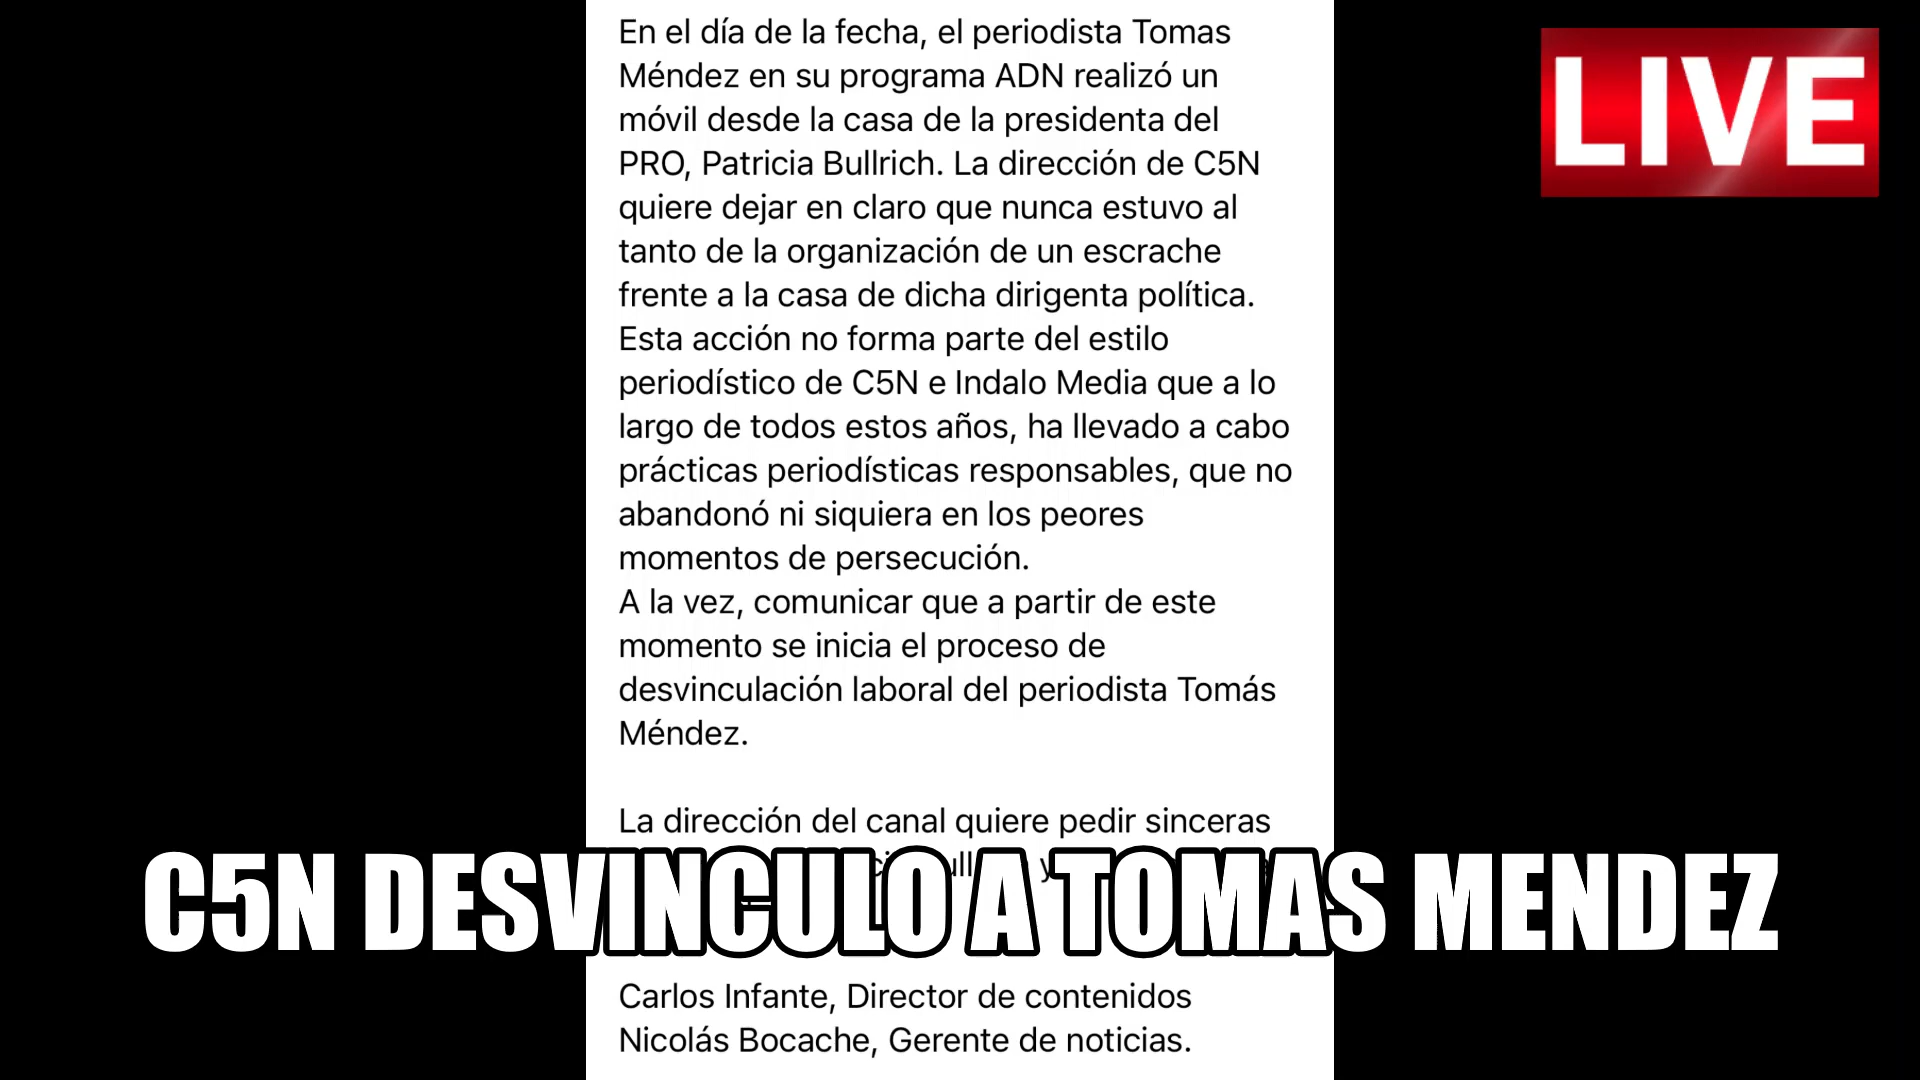 En el día de la fecha, el periodista Tomas
Méndez en su programa ADN realizó un
móvil desde la casa de la presidenta del
PRO, Patricia Bullrich. La dirección de C5N
quiere dejar en claro que nunca estuvo al
tanto de la organización de un escrache
frente a la casa de dicha dirigenta política.
Esta acción no forma parte del estilo
periodístico de C5N e Indalo Media que a lo
largo de todos estos años, ha llevado a cabo
prácticas periodísticas responsables, que no
abandonó ni siquiera en los peores
momentos de persecución.
A la vez, comunicar que a partir de este
momento se inicia el proceso de
desvinculación laboral del periodista Tomás
Méndez.
La dirección del canal quiere pedir sinceras
C5N DESVINCULO A TOMAS MENDEZ
Carlos Infante, Director de contenidos
Nicolás Bocache, Gerente de noticias.
LIVE